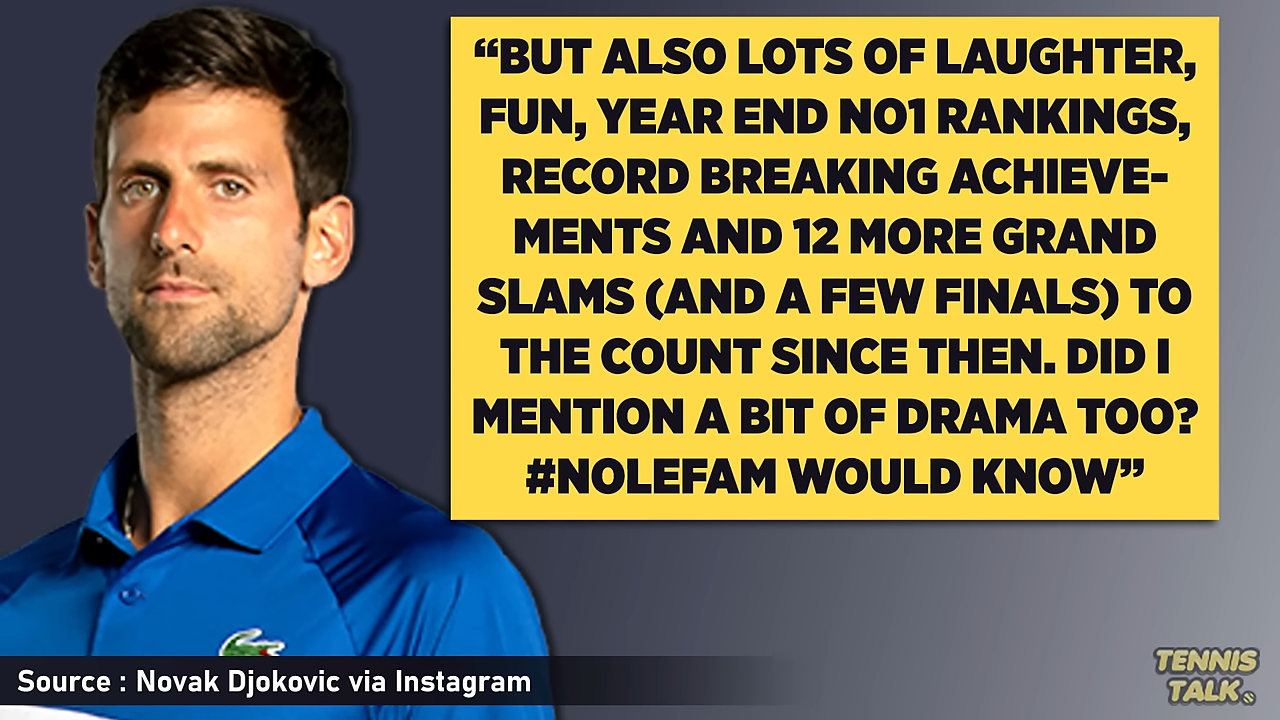 “BUT ALSO LOTS OF LAUGHTER,
FUN, YEAR END NO1 RANKINGS,
RECORD BREAKING ACHIEVE-
MENTS AND 12 MORE GRAND
SLAMS (AND A FEW FINALS) TO
THE COUNT SINCE THEN. DID I
MENTION A BIT OF DRAMA TOO?
#NOLEFAM WOULD KNOW”
Source : Novak Djokovic via Instagram
TENNIS
TALK